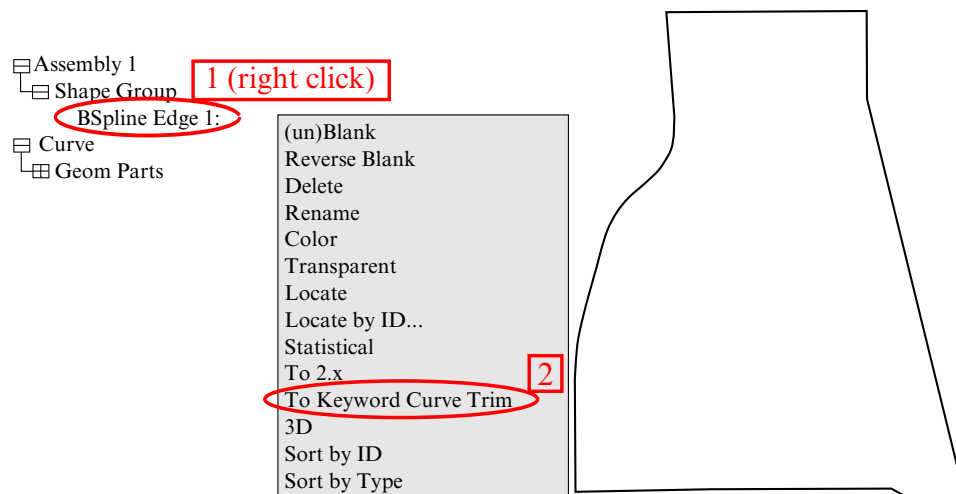 Assembly 1
1 (right click)
Shape Group
BSpline Edge 1:
Curve
Geom Parts
(un)Blank
Reverse Blank
Delete
Rename
Color
Transparent
Locate
Locate by ID...
Statistical
To 2.x
2
To Keyword Curve Trim
3D
Sort by ID
Sort by Type